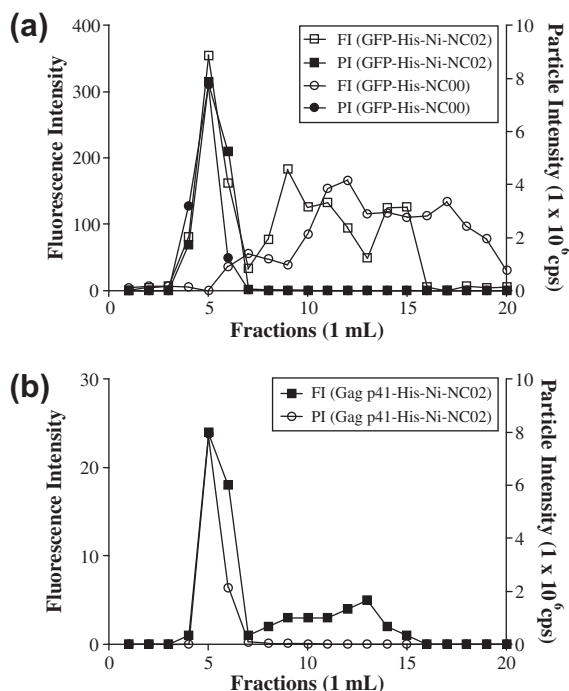 (a)
FI (GFP-His-Ni-NC02)
PI (GFP-His-Ni-NC02)
FI (GFP-His-NC00)
PI (GFP-His-NC00)
Fluorescence Intensity
400
300
200
100
0
Particle Intensity (1 x 10⁶ cps)
10
8
6
4
2
0
0 5 10 15 20
Fractions (1 mL)
(b)
FI (Gag p41-His-Ni-NC02)
PI (Gag p41-His-Ni-NC02)
Fluorescence Intensity
30
20
10
0
Particle Intensity (1 x 10⁶ cps)
10
8
6
4
2
0
0 5 10 15 20
Fractions (1 mL)